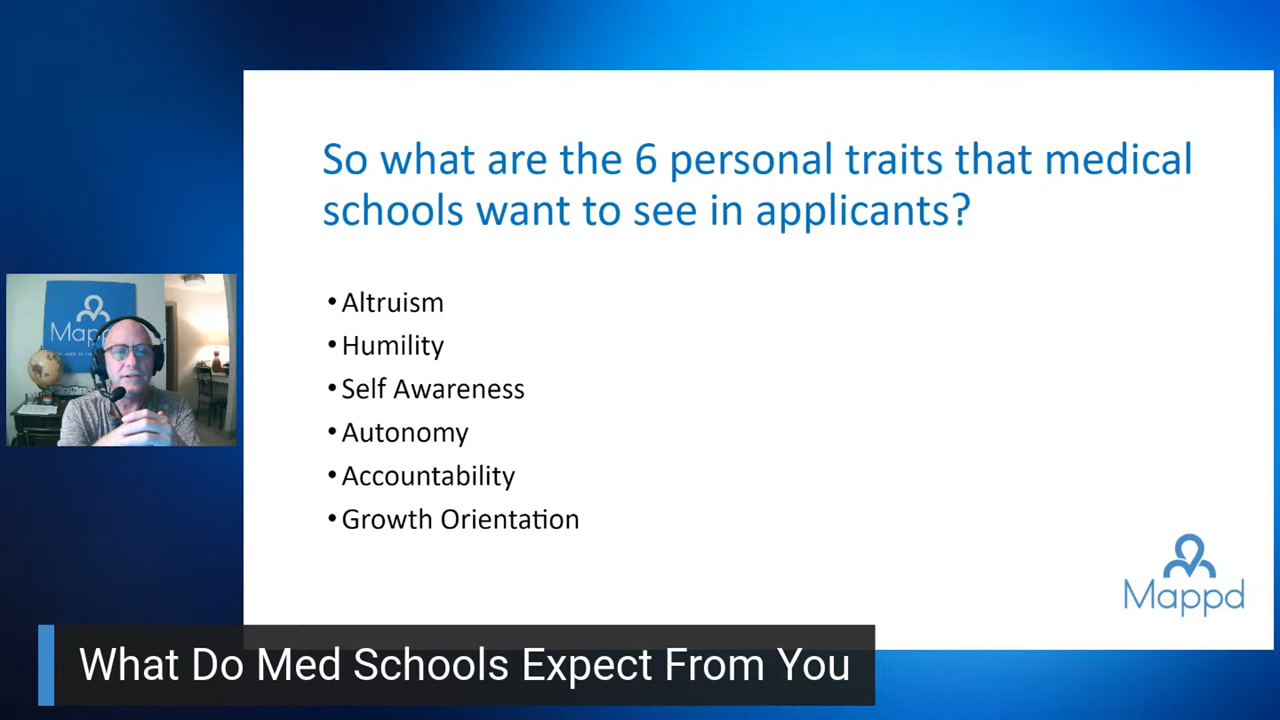 So what are the 6 personal traits that medical
schools want to see in applicants?
• Altruism
• Humility
• Self Awareness
• Autonomy
• Accountability
• Growth Orientation
Mappd
What Do Med Schools Expect From You